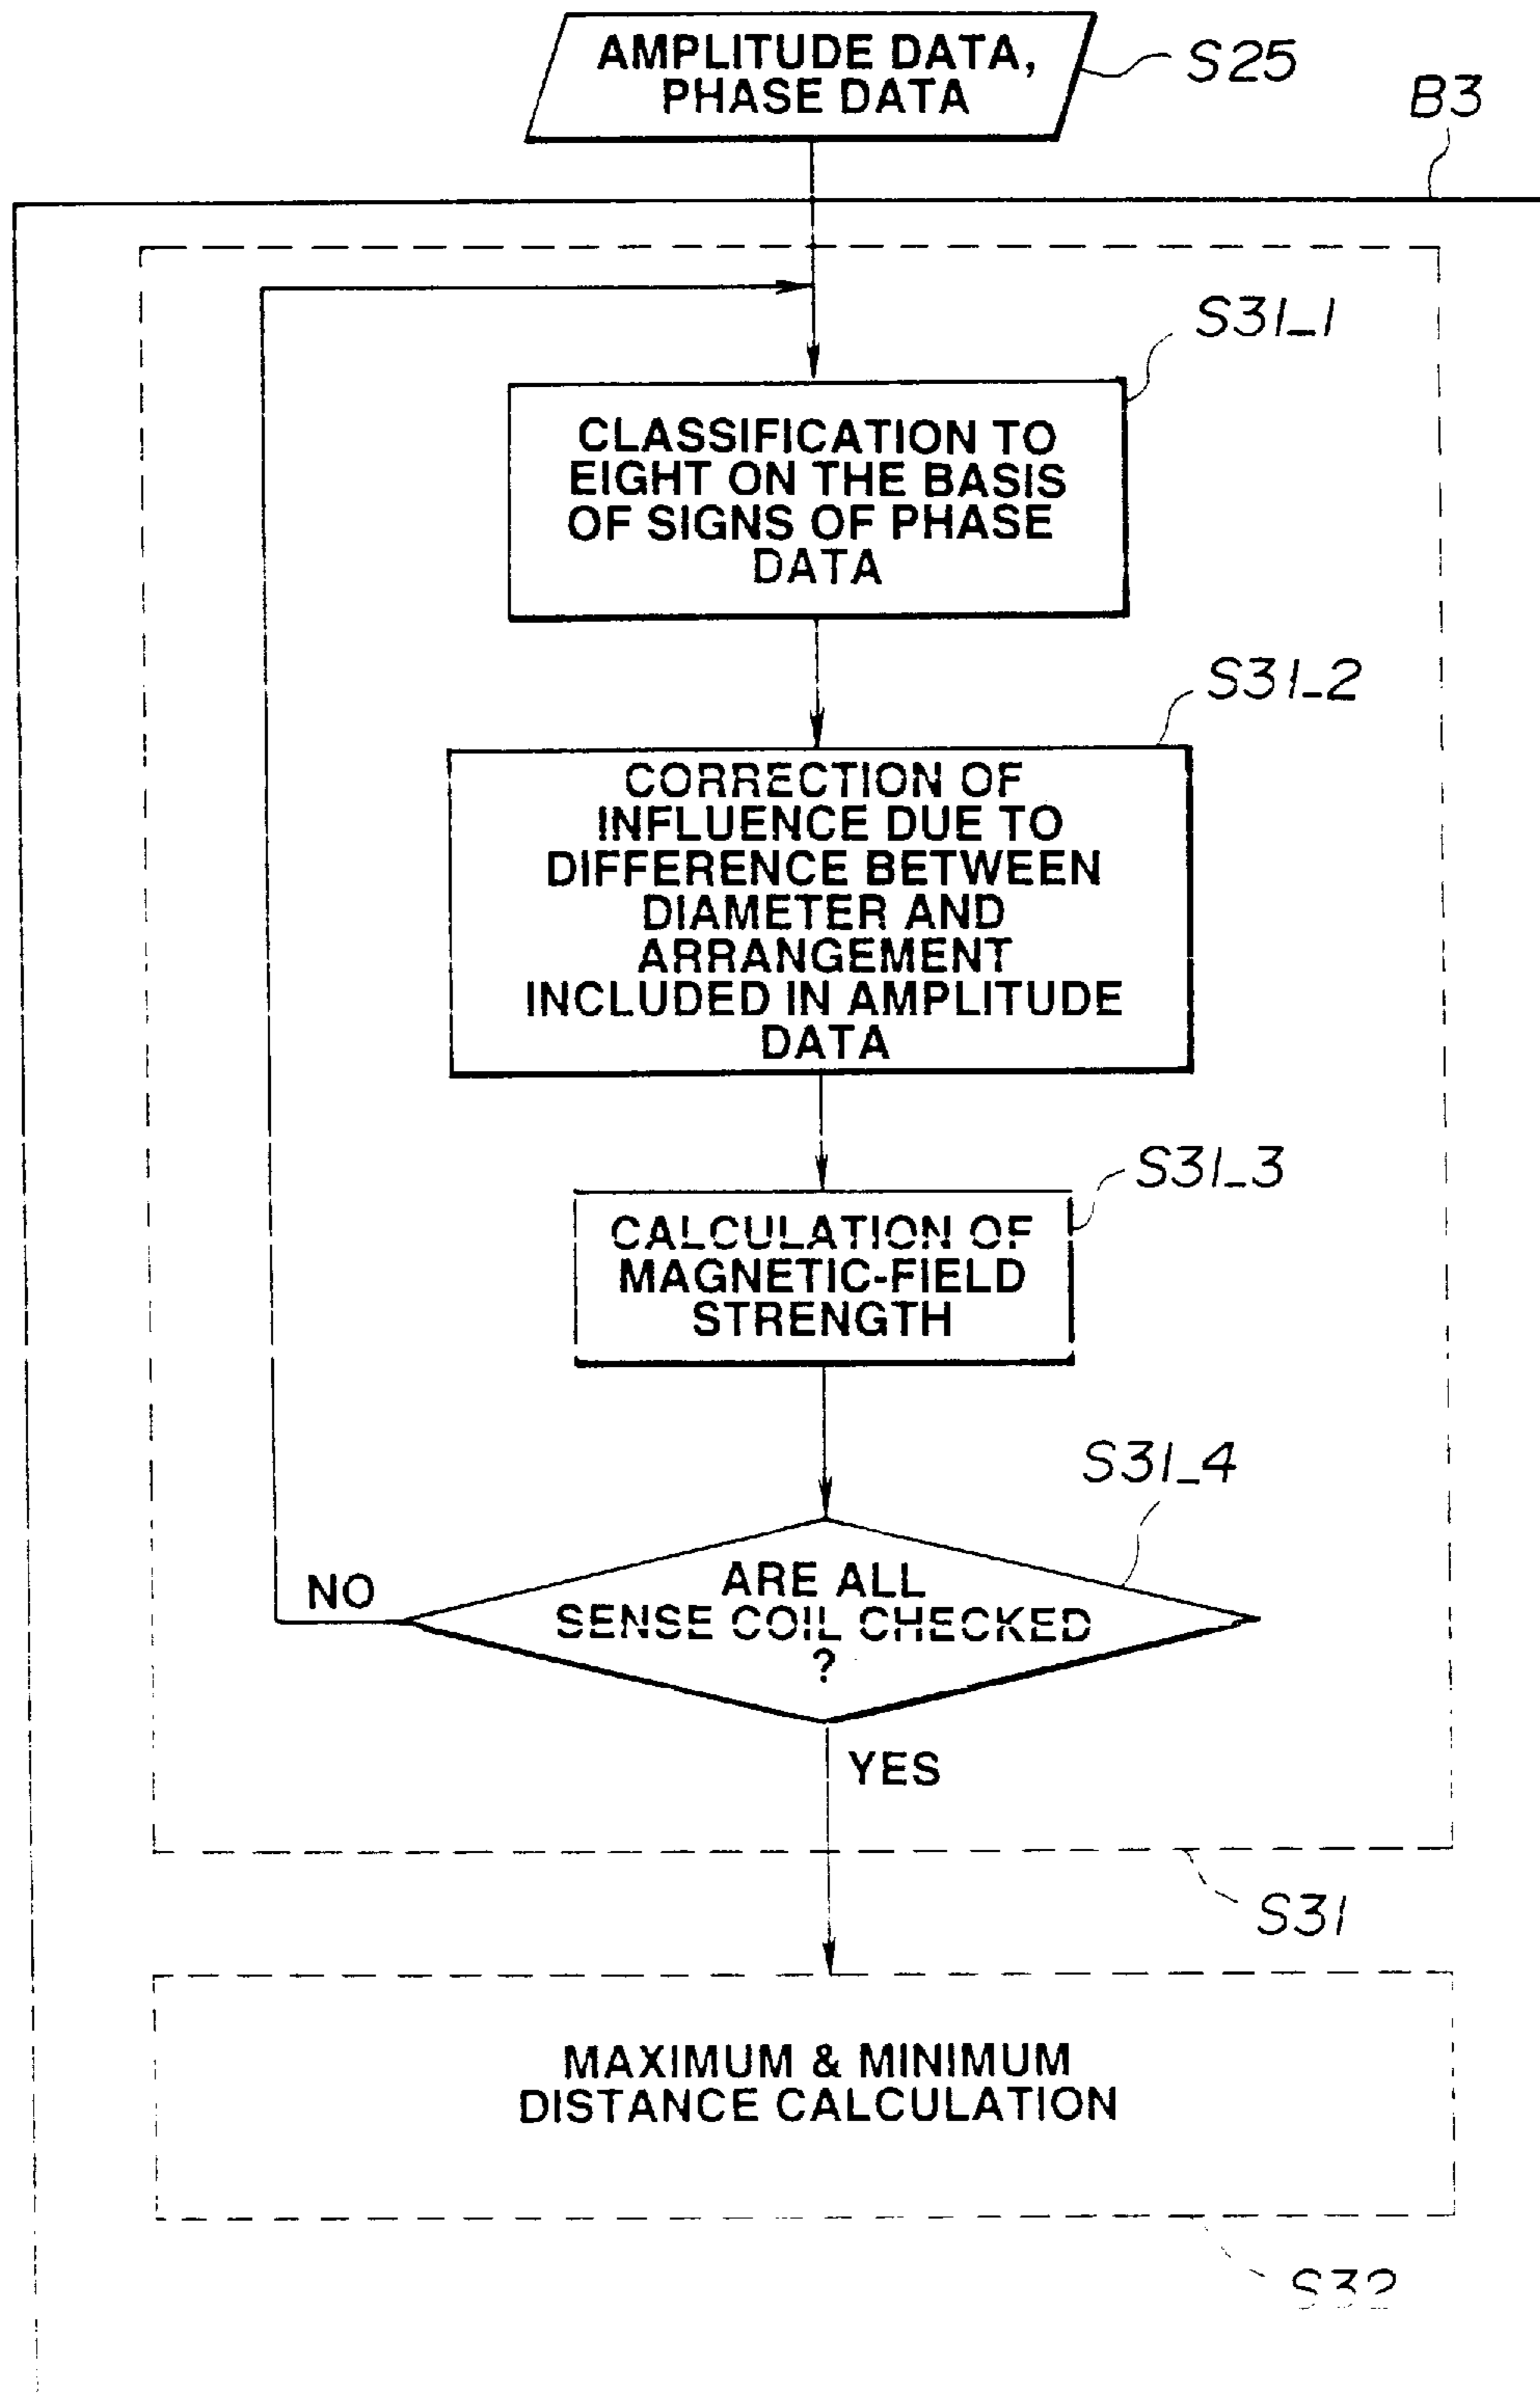 AMPLITUDE DATA,
PHASE DATA
S25
B3
S31_1
CLASSIFICATION TO
EIGHT ON THE BASIS
OF SIGNS OF PHASE
DATA
S31_2
CORRECTION OF
INFLUENCE DUE TO
DIFFERENCE BETWEEN
DIAMETER AND
ARRANGEMENT
INCLUDED IN AMPLITUDE
DATA
S31_3
CALCULATION OF
MAGNETIC-FIELD
STRENGTH
S31_4
ARE ALL
SENSE COIL CHECKED
?
NO
YES
S31
MAXIMUM & MINIMUM
DISTANCE CALCULATION
S32